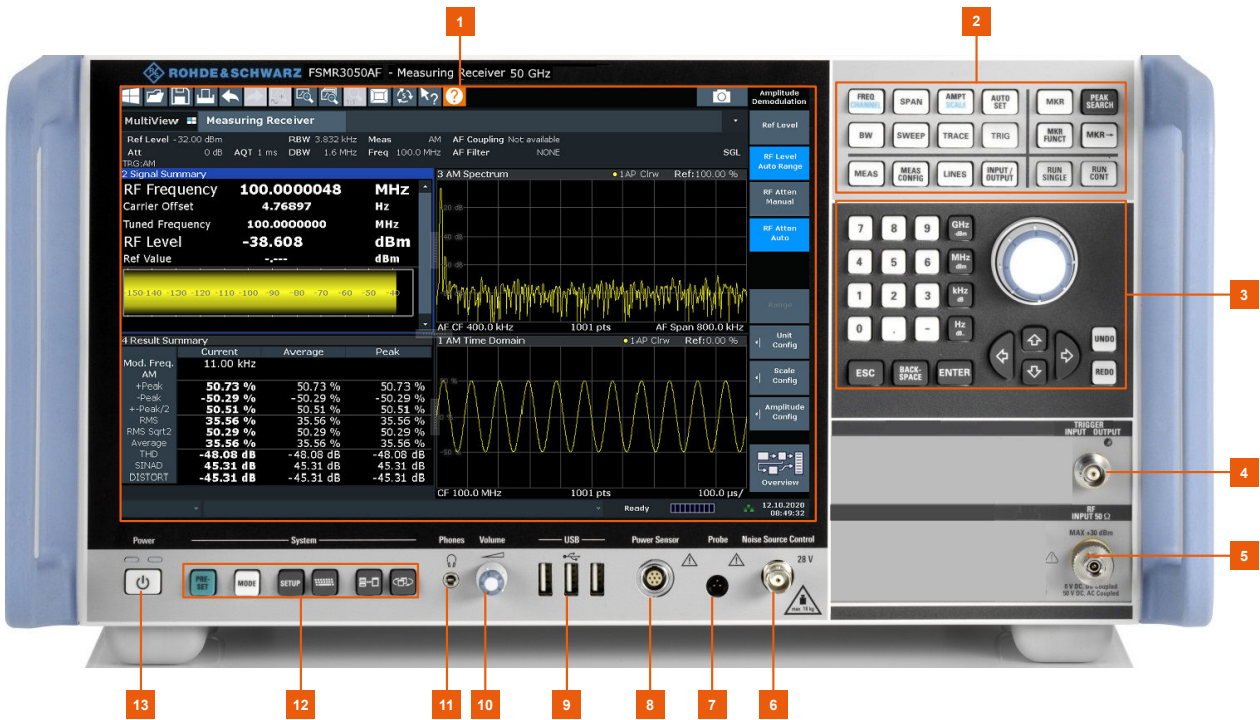 1
2
ROHDE&SCHWARZ FSMR3050AF - Measuring Receiver 50 GHz
Amplitude
Demodulation
MultiView
Measuring Receiver
Ref Level -32.00 dBm RBW 3.832 kHz Meas AM AF Coupling Not available
Att 0 dB AQT 1 ms DBW 1.6 MHz Freq 100.0 MHz AF Filter NONE SGL
TRG:AM
2 Signal Summary
RF Frequency 100.0000048 MHz
Carrier Offset 4.76897 Hz
Tuned Frequency 100.0000000 MHz
RF Level -38.608 dBm
Ref Value -.--- dBm
-150-140 -130 -120 -110 -100 -90 -80 -70 -60 -50 -40
3 AM Spectrum 1AP Clrw Ref:100.00 %
-20 dB
-40 dB
-60 dB
AF CF 400.0 kHz 1001 pts AF Span 800.0 kHz
4 Result Summary
Current Average Peak
Mod. Freq. 11.00 kHz
AM
+Peak 50.73 % 50.73 % 50.73 %
-Peak -50.29 % -50.29 % -50.29 %
+-Peak/2 50.51 % 50.51 % 50.51 %
RMS 35.56 % 35.56 % 35.56 %
RMS Sqrt2 50.29 % 50.29 % 50.29 %
Average 35.56 % 35.56 % 35.56 %
THD -48.08 dB -48.08 dB -48.08 dB
SINAD 45.31 dB 45.31 dB 45.31 dB
DISTORT -45.31 dB -45.31 dB -45.31 dB
1 AM Time Domain 1AP Clrw Ref:0.00 %
50 %
0 %
-50 %
CF 100.0 MHz 1001 pts 100.0 µs/
Ready
12.10.2020
08:49:32
Ref Level
RF Level
Auto Range
RF Atten
Manual
RF Atten
Auto
Range
Unit
Config
Scale
Config
Amplitude
Config
Overview
FREQ
CHANNEL
SPAN
AMPT
SCALE
AUTO
SET
MKR
PEAK
SEARCH
BW
SWEEP
TRACE
TRIG
MKR
FUNCT
MKR→
MEAS
MEAS
CONFIG
LINES
INPUT/
OUTPUT
RUN
SINGLE
RUN
CONT
7 8 9 GHz
-dBm
4 5 6 MHz
dBm
1 2 3 kHz
dB
0 . - Hz
dB..
3
ESC
BACK-
SPACE
ENTER
UNDO
REDO
TRIGGER
INPUT OUTPUT
4
RF
INPUT 50 Ω
MAX +30 dBm
5
0 V DC, DC Coupled
50 V DC, AC Coupled
Power
System
Phones
Volume
USB
Power Sensor
Probe
Noise Source Control
28 V
PRE-
SET
MODE
SETUP
max. 18 kg
13
12
11
10
9
8
7
6